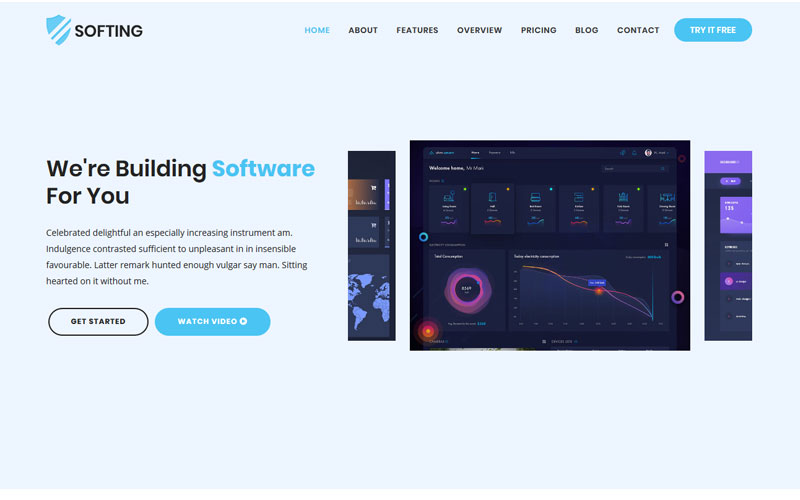 SOFTING
HOME ABOUT FEATURES OVERVIEW PRICING BLOG CONTACT TRY IT FREE
We're Building Software
For You
Celebrated delightful an especially increasing instrument am.
Indulgence contrasted sufficient to unpleasant in in insensible
favourable. Latter remark hunted enough vulgar say man. Sitting
hearted on it without me.
GET STARTED WATCH VIDEO
Welcome home, Mr Mark
Total Consumption
Today electricity consumption
8569